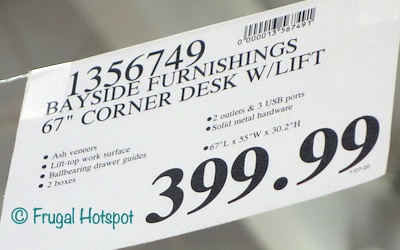 0000013567491
1356749
BAYSIDE FURNISHINGS
67" CORNER DESK W/LIFT
• Ash veneers
• Lift-top work surface
• Ballbearing drawer guides
• 2 boxes
• 2 outlets & 3 USB ports
• Solid metal hardware
• 67"L x 55"W x 30.2"H
399.99
© Frugal Hotspot